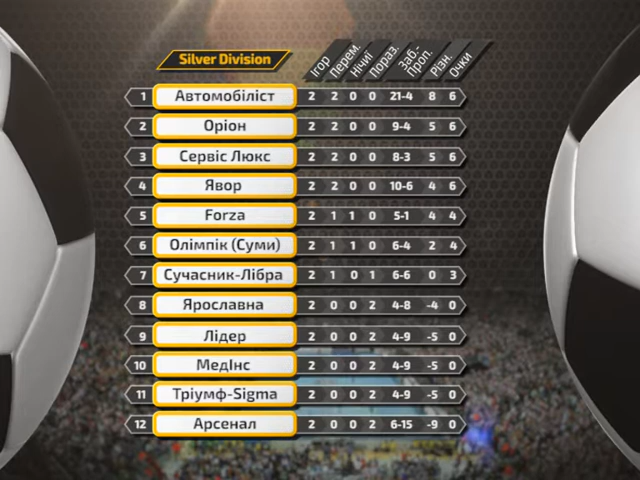 Silver Division Ігор Перем. Нічиї Пораз. Заб.-Проп. Різн. Очки
1 Автомобіліст 2 2 0 0 21-4 8 6
2 Оріон 2 2 0 0 9-4 5 6
3 Сервіс Люкс 2 2 0 0 8-3 5 6
4 Явор 2 2 0 0 10-6 4 6
5 Forza 2 1 1 0 5-1 4 4
6 Олімпік (Суми) 2 1 1 0 6-4 2 4
7 Сучасник-Лібра 2 1 0 1 6-6 0 3
8 Ярославна 2 0 0 2 4-8 -4 0
9 Лідер 2 0 0 2 4-9 -5 0
10 МедІнс 2 0 0 2 4-9 -5 0
11 Тріумф-Sigma 2 0 0 2 4-9 -5 0
12 Арсенал 2 0 0 2 6-15 -9 0